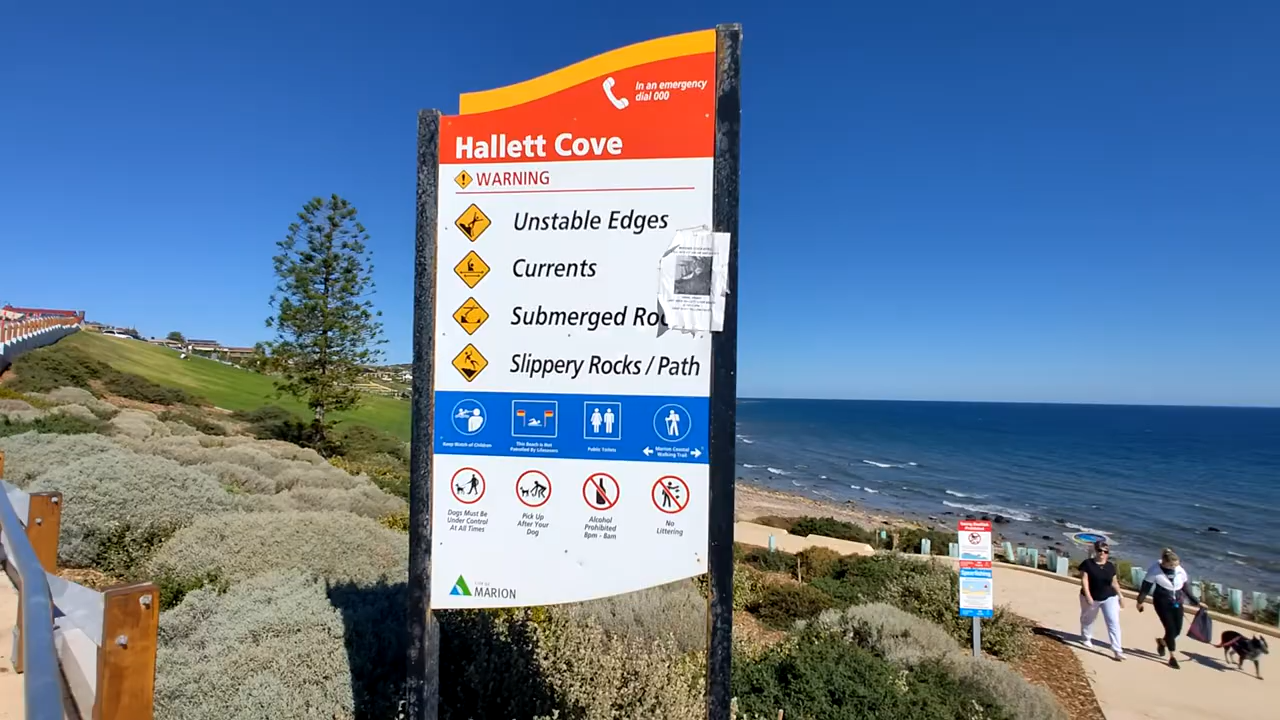 In an emergency
dial 000
Hallett Cove
WARNING
Unstable Edges
Currents
Submerged Ro
Slippery Rocks / Path
Keep Watch of Children
This Beach is Not
Patrolled By Lifesavers
Public Toilets
Marion Coastal
Walking Trail
Dogs Must Be
Under Control
At All Times
Pick Up
After Your
Dog
Alcohol
Prohibited
8pm - 8am
No
Littering
CITY OF
MARION